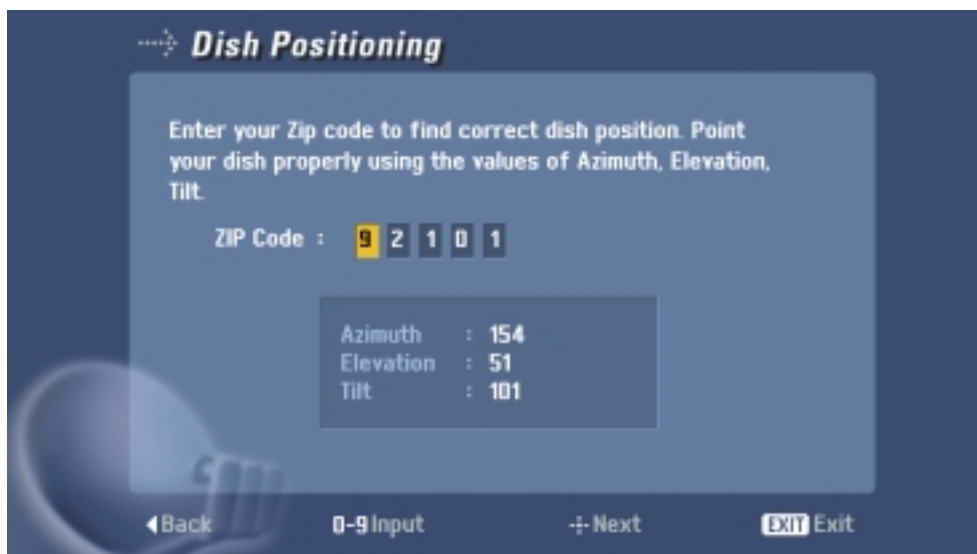 Dish Positioning
Enter your Zip code to find correct dish position. Point
your dish properly using the values of Azimuth, Elevation,
Tilt.
ZIP Code : 9 2 1 0 1
Azimuth : 154
Elevation : 51
Tilt : 101
Back 0-9 Input Next EXIT Exit